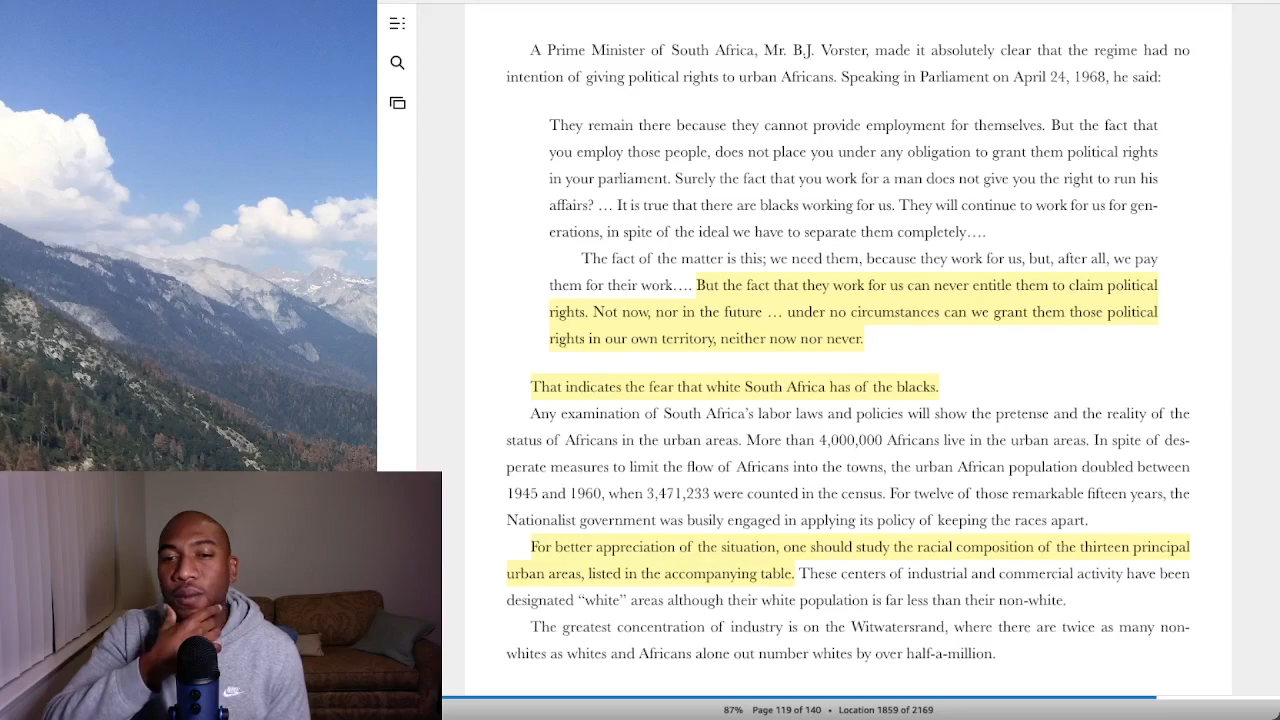 A Prime Minister of South Africa, Mr. B.J. Vorster, made it absolutely clear that the regime had no
intention of giving political rights to urban Africans. Speaking in Parliament on April 24, 1968, he said:
They remain there because they cannot provide employment for themselves. But the fact that
you employ those people, does not place you under any obligation to grant them political rights
in your parliament. Surely the fact that you work for a man does not give you the right to run his
affairs? … It is true that there are blacks working for us. They will continue to work for us for gen-
erations, in spite of the ideal we have to separate them completely….
The fact of the matter is this; we need them, because they work for us, but, after all, we pay
them for their work…. But the fact that they work for us can never entitle them to claim political
rights. Not now, nor in the future … under no circumstances can we grant them those political
rights in our own territory, neither now nor never.
That indicates the fear that white South Africa has of the blacks.
Any examination of South Africa's labor laws and policies will show the pretense and the reality of the
status of Africans in the urban areas. More than 4,000,000 Africans live in the urban areas. In spite of des-
perate measures to limit the flow of Africans into the towns, the urban African population doubled between
1945 and 1960, when 3,471,233 were counted in the census. For twelve of those remarkable fifteen years, the
Nationalist government was busily engaged in applying its policy of keeping the races apart.
For better appreciation of the situation, one should study the racial composition of the thirteen principal
urban areas, listed in the accompanying table. These centers of industrial and commercial activity have been
designated “white” areas although their white population is far less than their non-white.
The greatest concentration of industry is on the Witwatersrand, where there are twice as many non-
whites as whites and Africans alone out number whites by over half-a-million.
87% Page 119 of 140 • Location 1859 of 2169